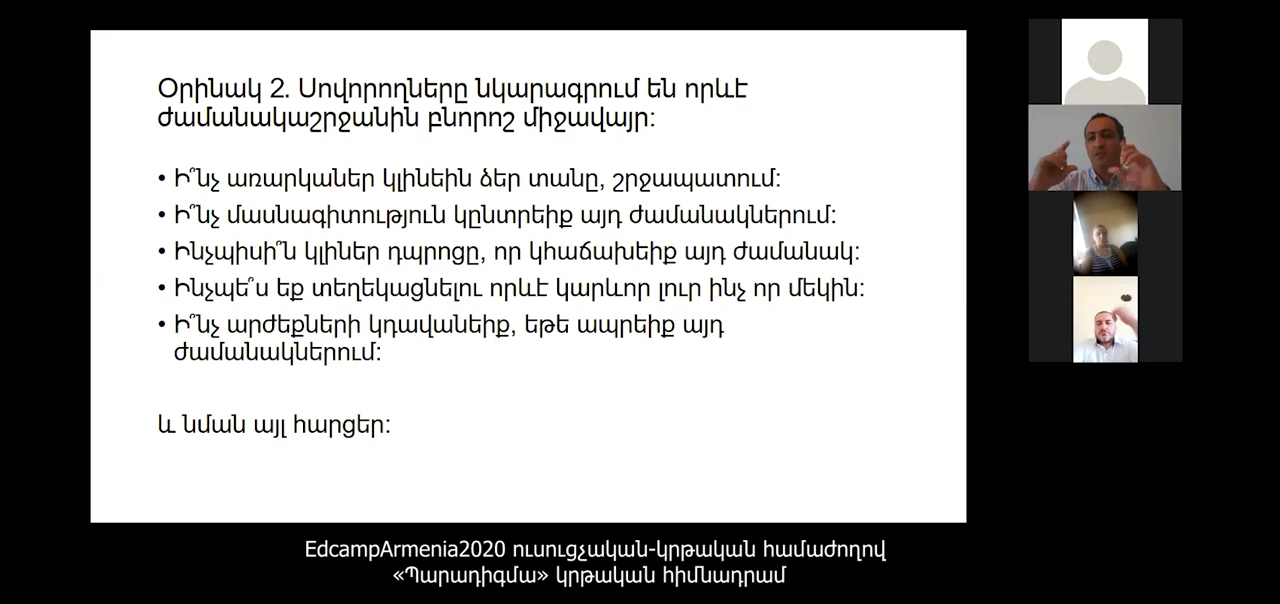 Օրինակ 2. Սովորողները նկարագրում են որևէ
ժամանակաշրջանին բնորոշ միջավայր:
• Ի՞նչ առարկաներ կլինեին ձեր տանը, շրջապատում:
• Ի՞նչ մասնագիտություն կընտրեիք այդ ժամանակներում:
• Ինչպիսի՞ն կլիներ դպրոցը, որ կհաճախեիք այդ ժամանակ:
• Ինչպե՞ս եք տեղեկացնելու որևէ կարևոր լուր ինչ որ մեկին:
• Ի՞նչ արժեքների կդավանեիք, եթե ապրեիք այդ
ժամանակներում:
և նման այլ հարցեր:
EdcampArmenia2020 ուսուցչական-կրթական համաժողով
«Պարադիգմա» կրթական հիմնադրամ